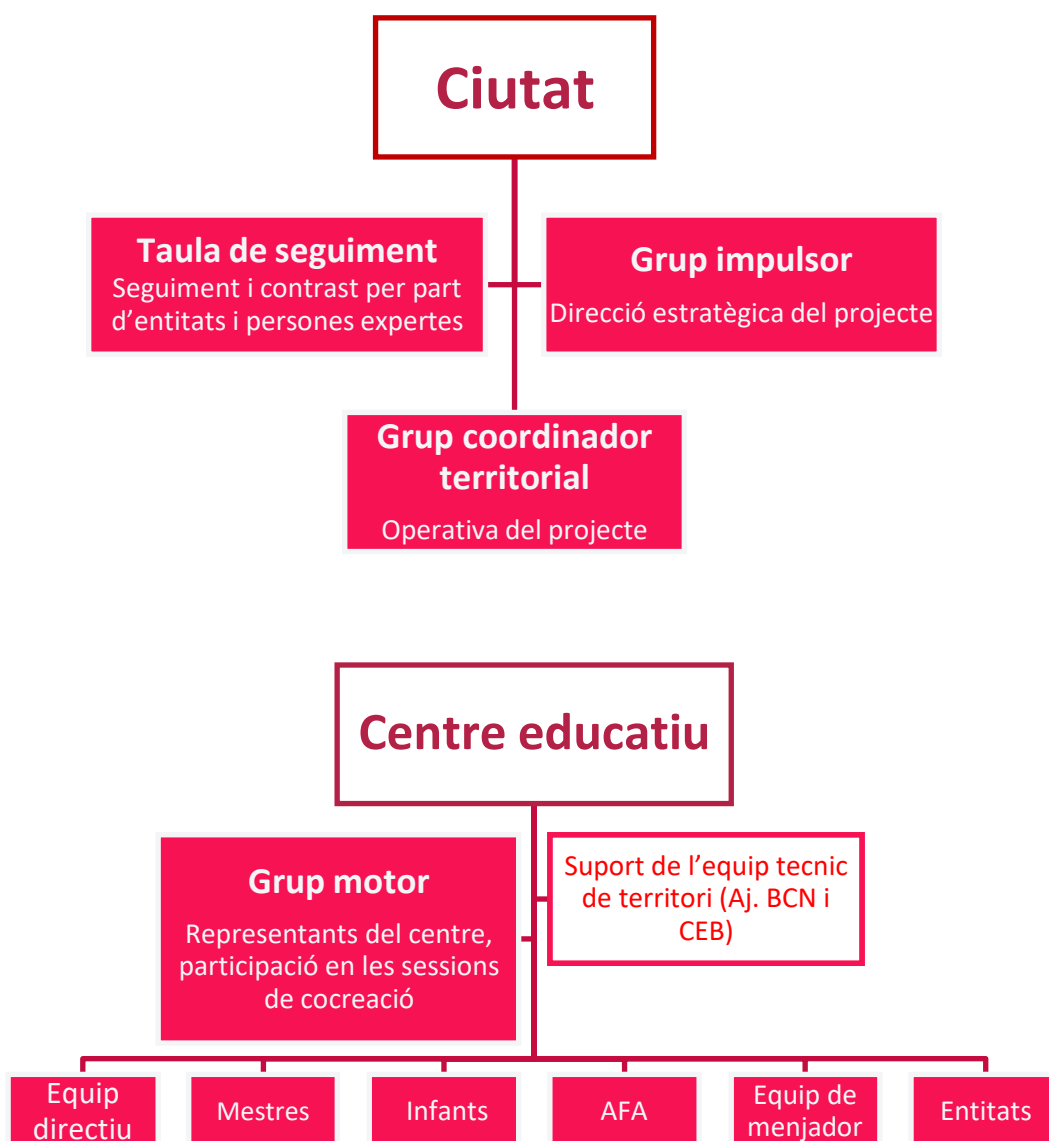 Ciutat
Taula de seguiment
Seguiment i contrast per part
d’entitats i persones expertes
Grup impulsor
Direcció estratègica del projecte
Grup coordinador
territorial
Operativa del projecte
Centre educatiu
Grup motor
Representants del centre,
participació en les sessions
de cocreació
Suport de l’equip tecnic
de territori (Aj. BCN i
CEB)
Equip
directiu
Mestres
Infants
AFA
Equip de
menjador
Entitats